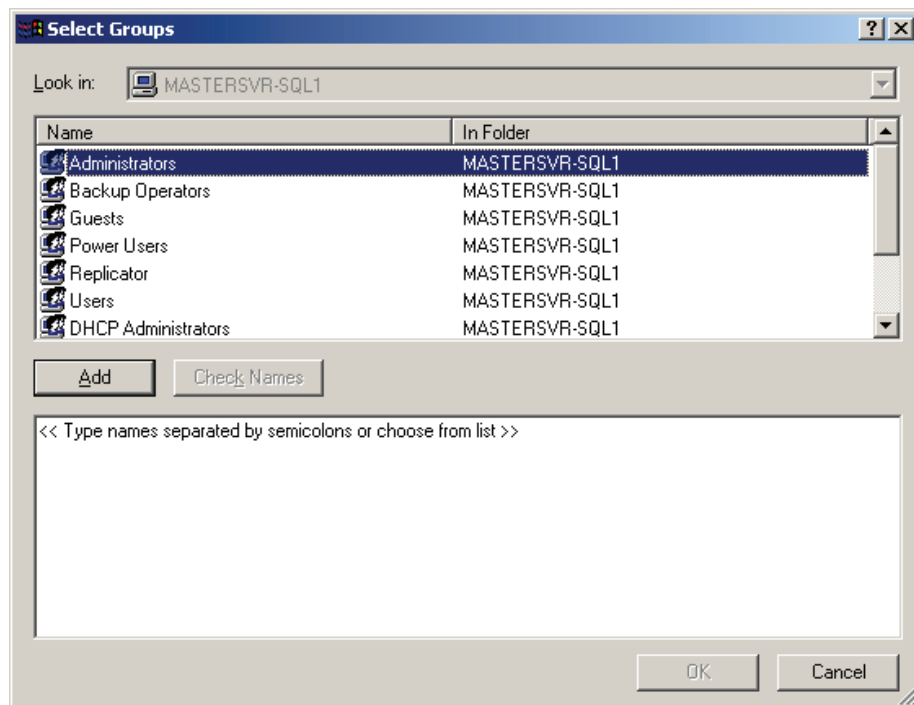 Select Groups
Look in: MASTERSVR-SQL1
Name In Folder
Administrators MASTERSVR-SQL1
Backup Operators MASTERSVR-SQL1
Guests MASTERSVR-SQL1
Power Users MASTERSVR-SQL1
Replicator MASTERSVR-SQL1
Users MASTERSVR-SQL1
DHCP Administrators MASTERSVR-SQL1
Add Check Names
<< Type names separated by semicolons or choose from list >>
OK Cancel